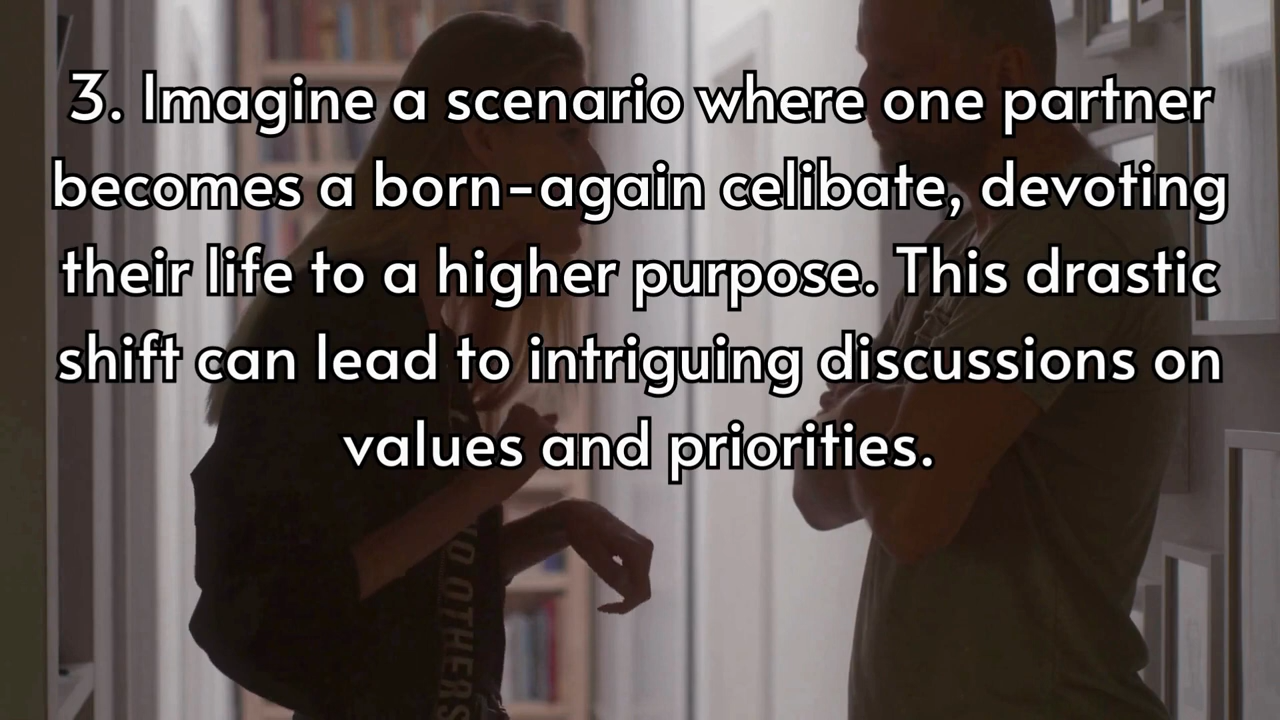 3. Imagine a scenario where one partner
becomes a born-again celibate, devoting
their life to a higher purpose. This drastic
shift can lead to intriguing discussions on
values and priorities.
OTHERS